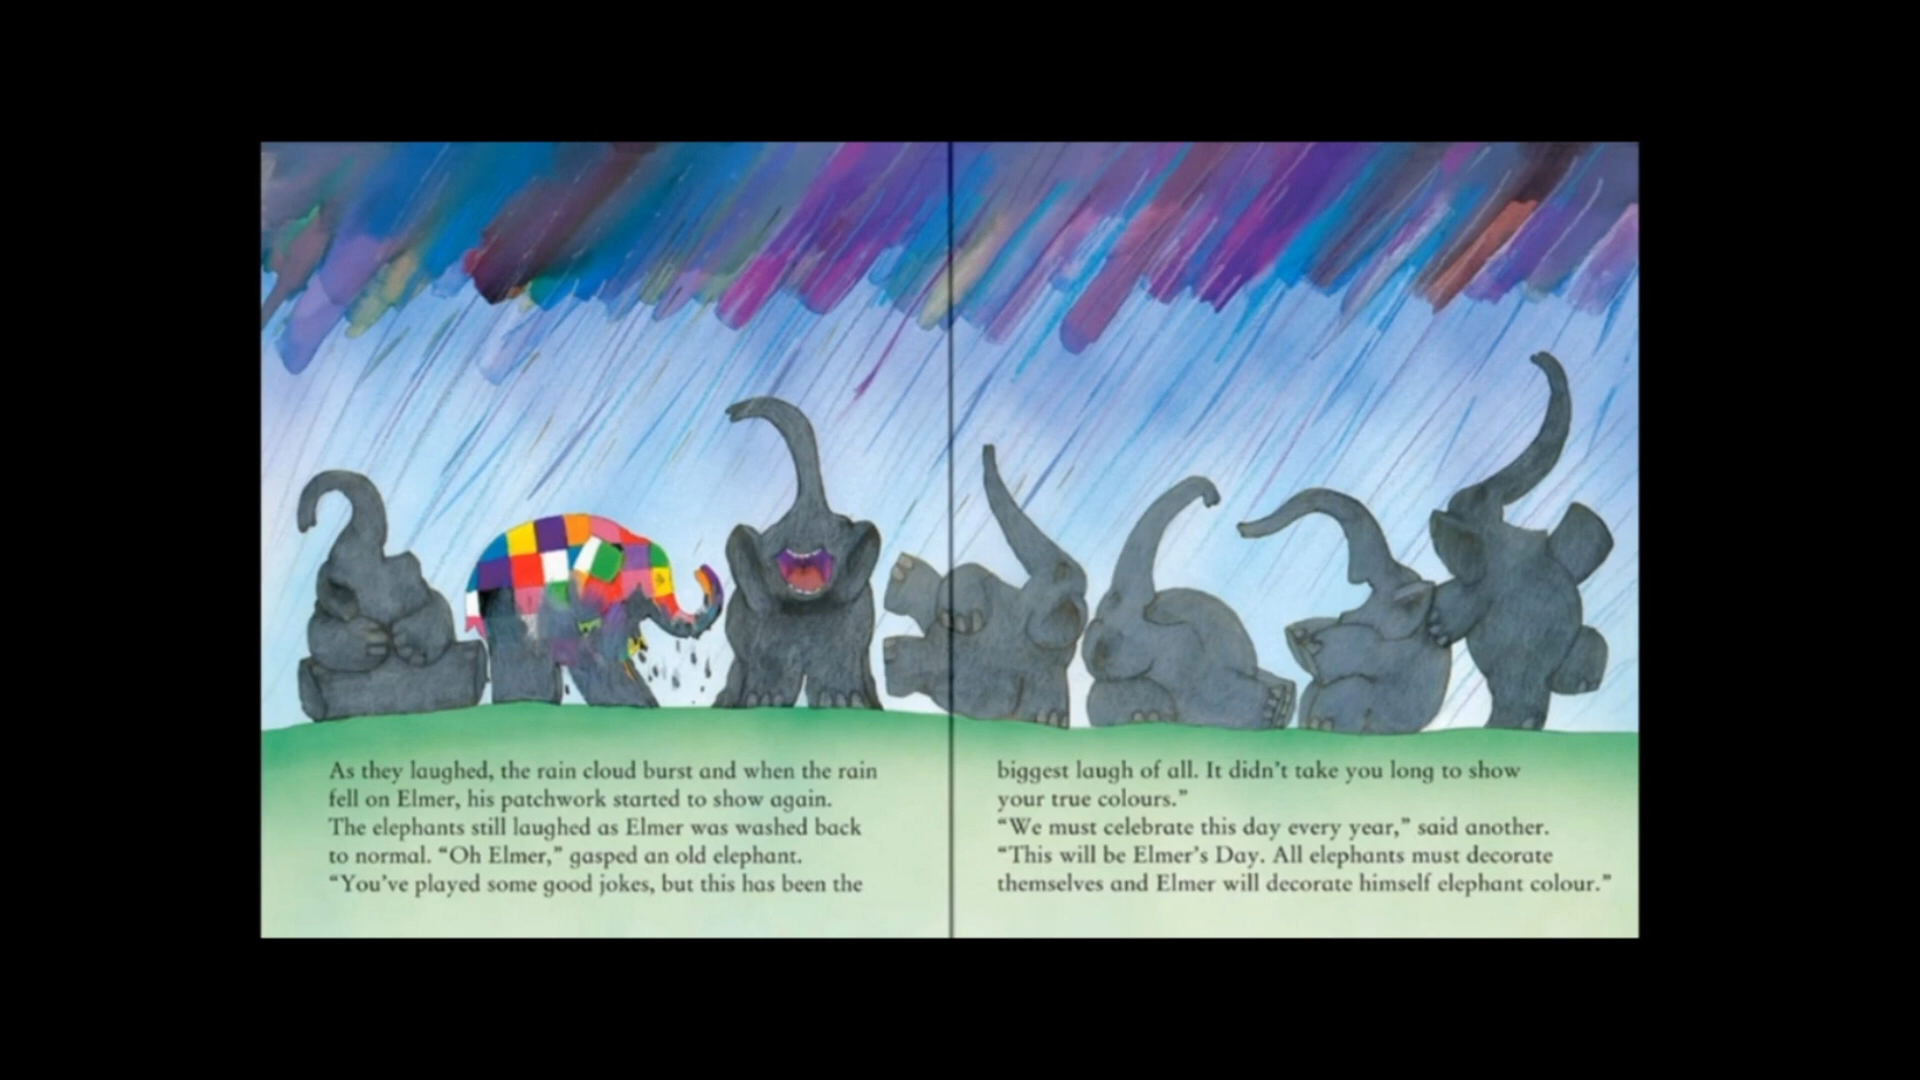 As they laughed, the rain cloud burst and when the rain
fell on Elmer, his patchwork started to show again.
The elephants still laughed as Elmer was washed back
to normal. “Oh Elmer,” gasped an old elephant.
“You’ve played some good jokes, but this has been the
biggest laugh of all. It didn’t take you long to show
your true colours.”
“We must celebrate this day every year,” said another.
“This will be Elmer’s Day. All elephants must decorate
themselves and Elmer will decorate himself elephant colour.”